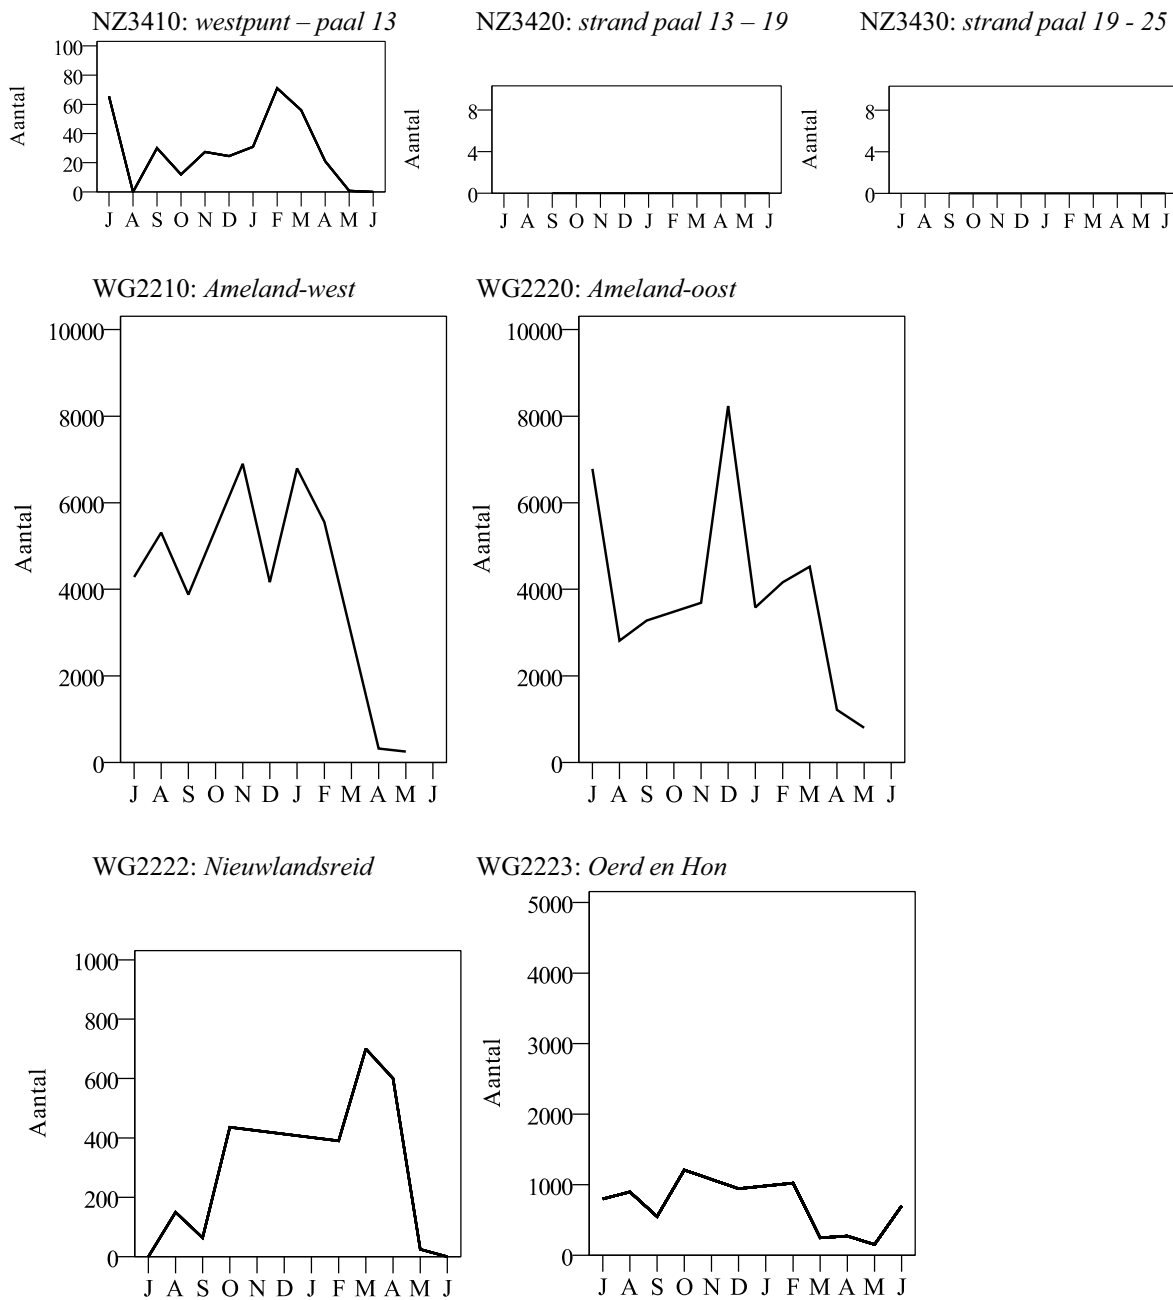 NZ3410: westpunt – paal 13 NZ3420: strand paal 13 – 19 NZ3430: strand paal 19 - 25
Aantal
100
80
60
40
20
0
J A S O N D J F M A M J
Aantal
8
4
0
J A S O N D J F M A M J
Aantal
8
4
0
J A S O N D J F M A M J
WG2210: Ameland-west WG2220: Ameland-oost
Aantal
10000
8000
6000
4000
2000
0
J A S O N D J F M A M J
Aantal
10000
8000
6000
4000
2000
0
J A S O N D J F M A M J
WG2222: Nieuwlandsreid WG2223: Oerd en Hon
Aantal
1000
800
600
400
200
0
J A S O N D J F M A M J
Aantal
5000
4000
3000
2000
1000
0
J A S O N D J F M A M J